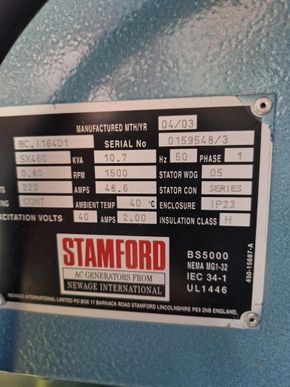 MANUFACTURED MTH/YR 04/03
BC.I164D1 SERIAL No 0159548/3
SX460 KVA 10.7 Hz 50 PHASE 1
0.80 RPM 1500 STATOR WDG 05
220 AMPS 48.6 STATOR CON SERIES
CONT AMBIENT TEMP 40 °C ENCLOSURE IP23
VOLTS 40 AMPS 2.00 INSULATION CLASS H
STAMFORD
AC GENERATORS FROM
NEWAGE INTERNATIONAL
BS5000
NEMA MG1-32
IEC 34-1
UL1446
450-15687-A
NEWAGE INTERNATIONAL LIMITED PO BOX 17 BARNACK ROAD STAMFORD LINCOLNSHIRE PE9 2NB ENGLAND.